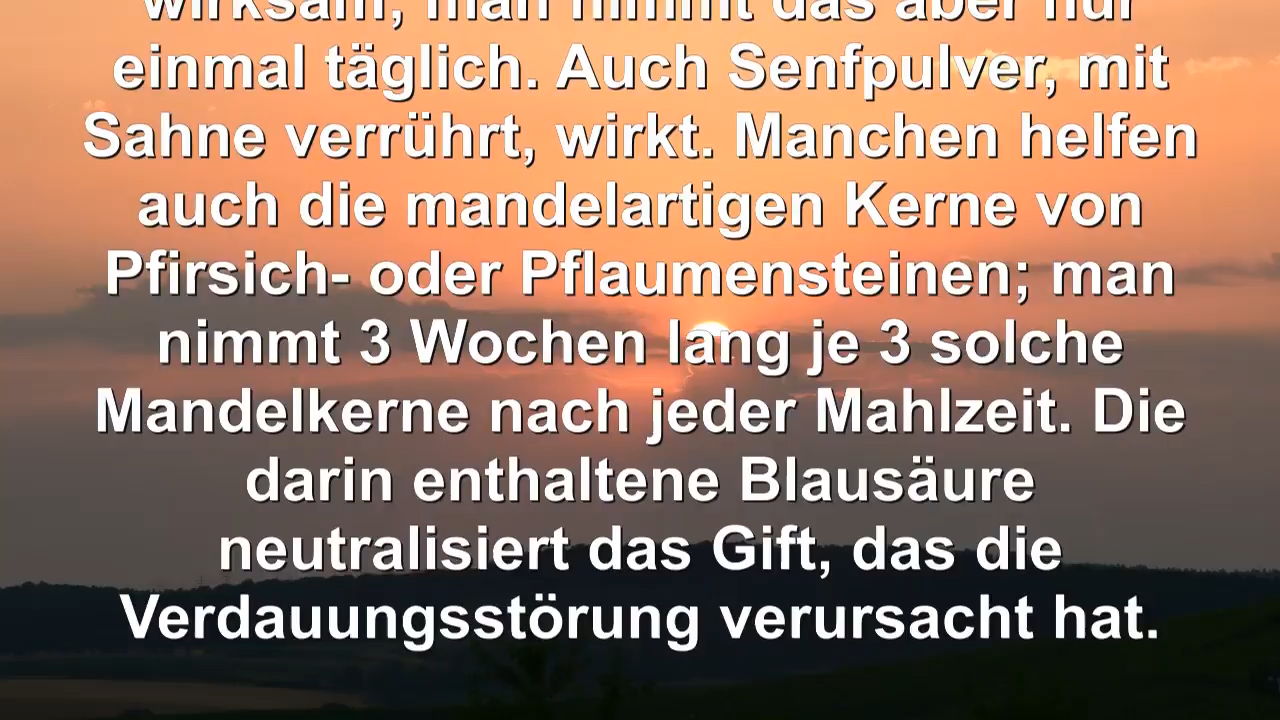 wirksam, man nimmt das aber nur
einmal täglich. Auch Senfpulver, mit
Sahne verrührt, wirkt. Manchen helfen
auch die mandelartigen Kerne von
Pfirsich- oder Pflaumensteinen; man
nimmt 3 Wochen lang je 3 solche
Mandelkerne nach jeder Mahlzeit. Die
darin enthaltene Blausäure
neutralisiert das Gift, das die
Verdauungsstörung verursacht hat.